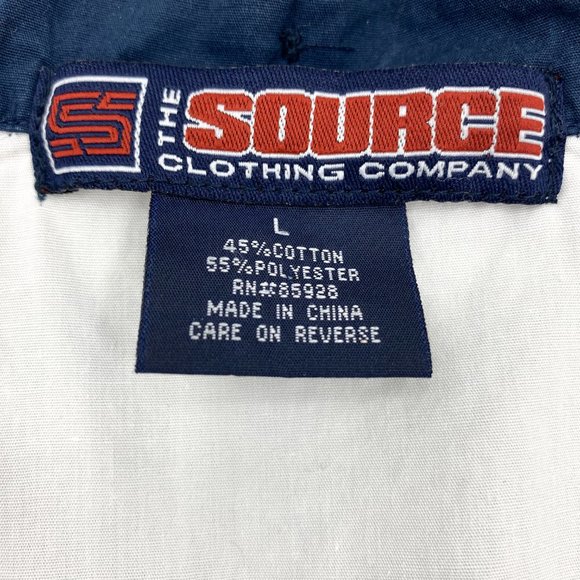 S THE SOURCE
CLOTHING COMPANY
L
45%COTTON
55%POLYESTER
RN#85928
MADE IN CHINA
CARE ON REVERSE